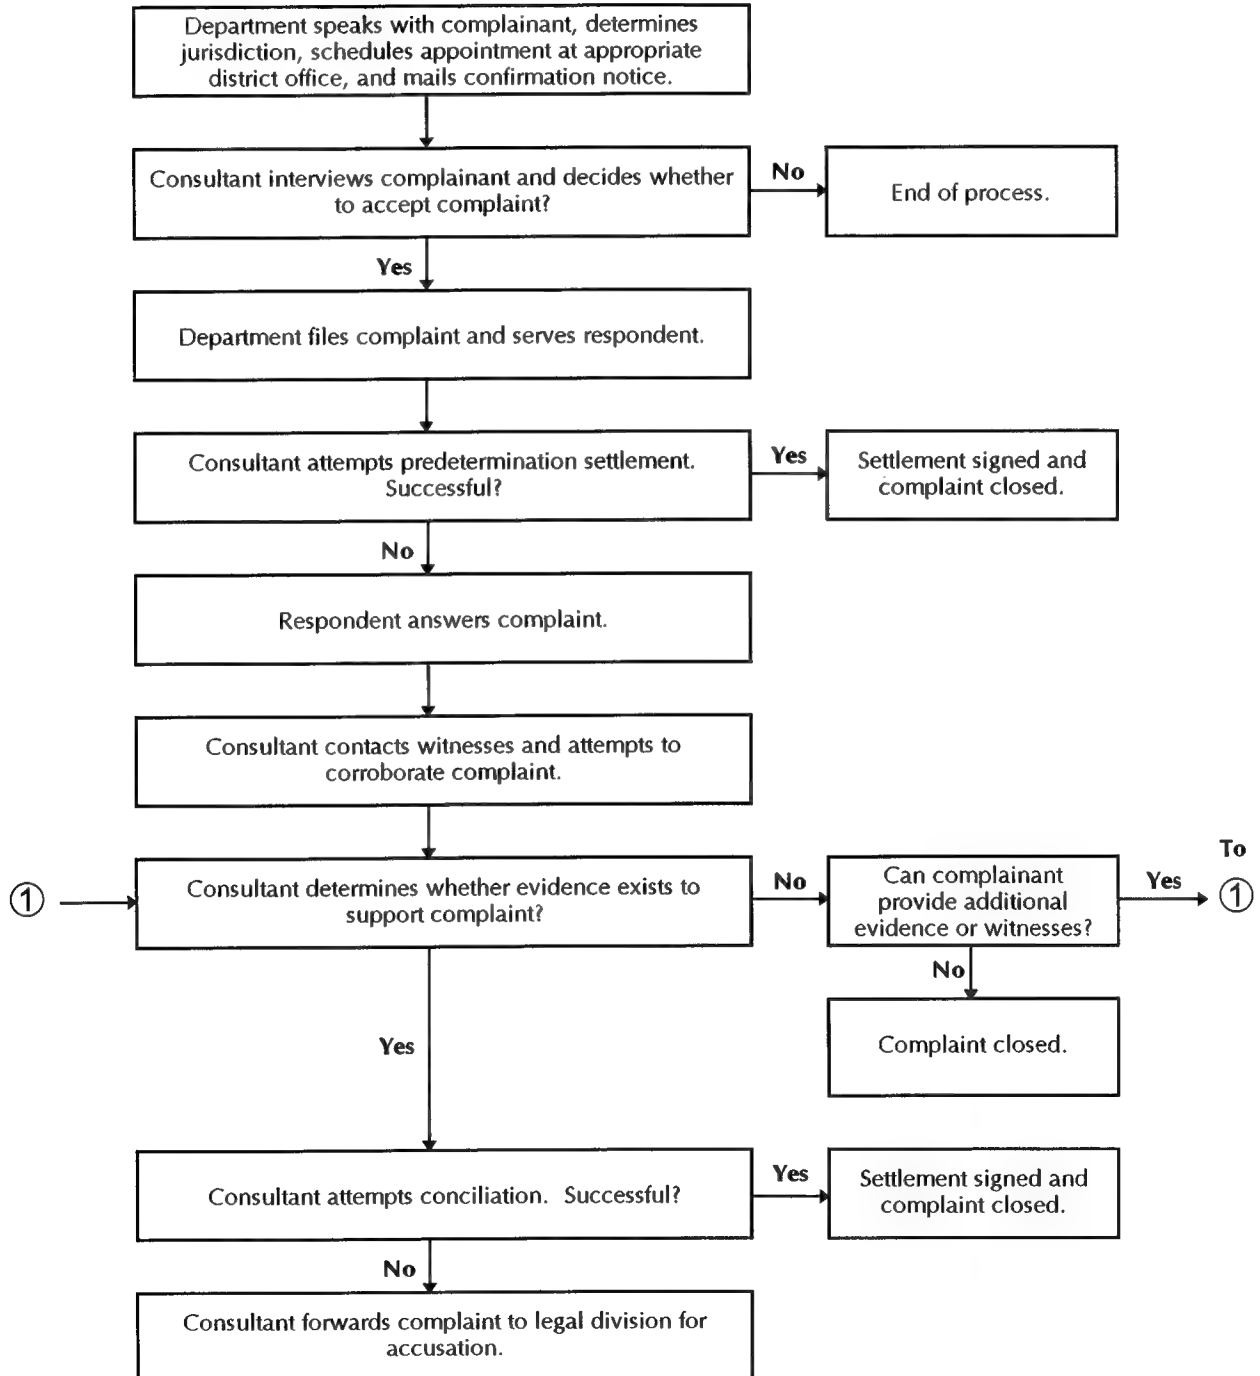 Department speaks with complainant, determines
jurisdiction, schedules appointment at appropriate
district office, and mails confirmation notice.
Consultant interviews complainant and decides whether
to accept complaint?
No
End of process.
Yes
Department files complaint and serves respondent.
Consultant attempts predetermination settlement.
Successful?
Yes
Settlement signed and
complaint closed.
No
Respondent answers complaint.
Consultant contacts witnesses and attempts to
corroborate complaint.
1
Consultant determines whether evidence exists to
support complaint?
No
Can complainant
provide additional
evidence or witnesses?
Yes
To
1
No
Complaint closed.
Yes
Consultant attempts conciliation. Successful?
Yes
Settlement signed and
complaint closed.
No
Consultant forwards complaint to legal division for
accusation.